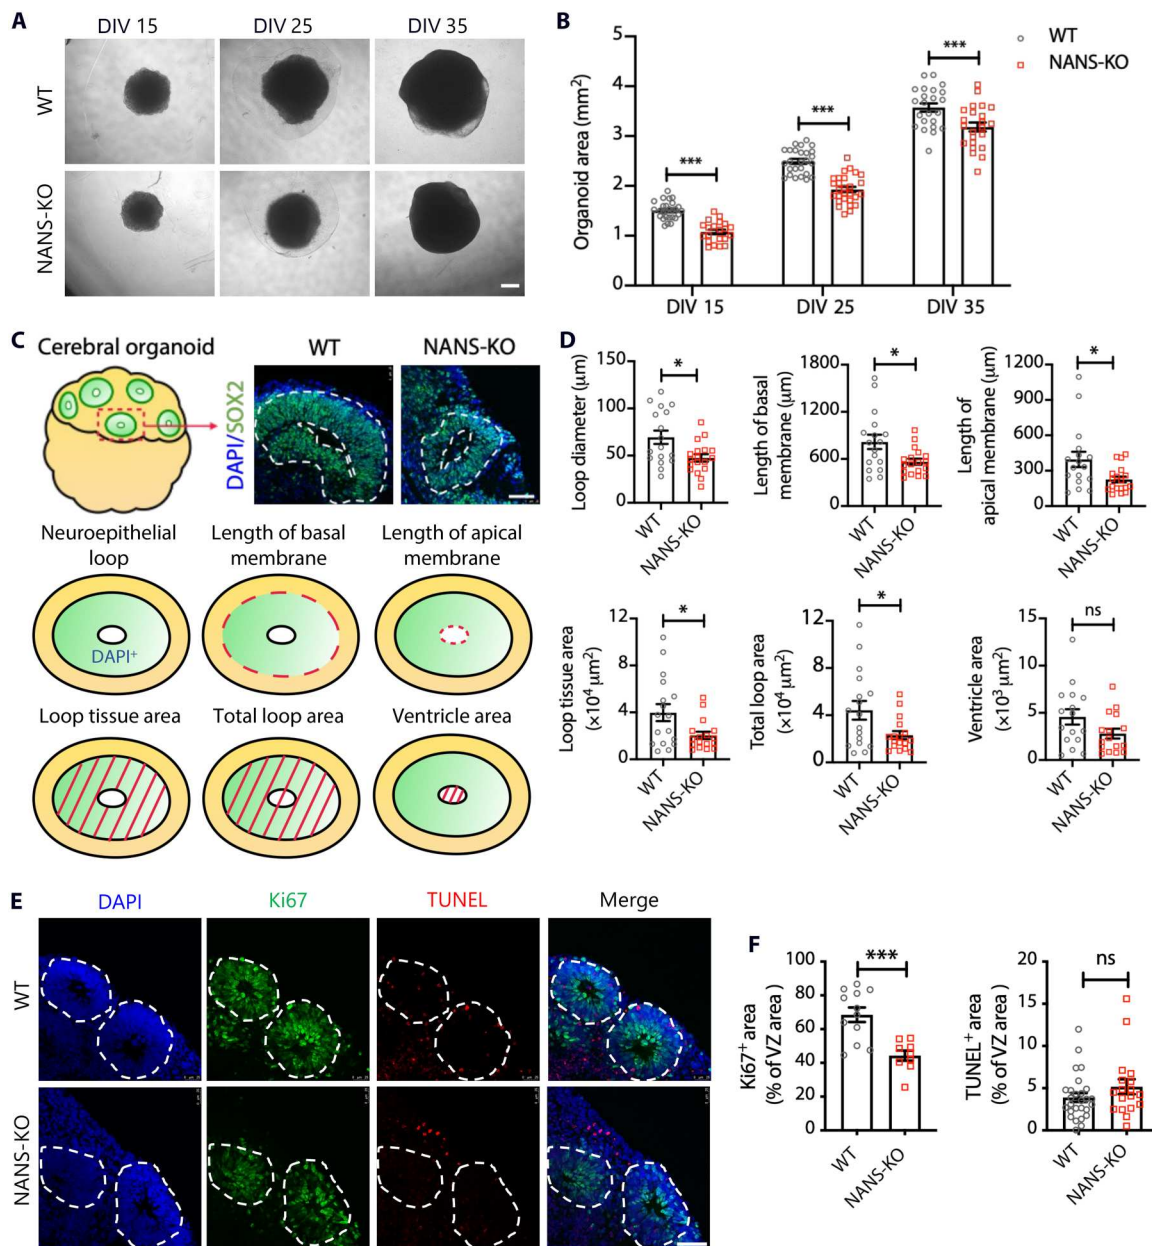 A
DIV 15
DIV 25
DIV 35
WT
NANS-KO
B
Organoid area (mm²)
5
4
3
2
1
0
***
***
***
WT
NANS-KO
DIV 15
DIV 25
DIV 35
C
Cerebral organoid
WT
NANS-KO
DAPI/SOX2
Neuroepithelial
loop
Length of basal
membrane
Length of apical
membrane
DAPI⁺
Loop tissue area
Total loop area
Ventricle area
D
Loop diameter (μm)
150
100
50
0
*
WT
NANS-KO
Length of basal
membrane (μm)
1800
1200
600
0
*
WT
NANS-KO
Length of
apical membrane (μm)
1200
900
600
300
0
*
WT
NANS-KO
Loop tissue area
(×10⁴ μm²)
12
8
4
0
*
WT
NANS-KO
Total loop area
(×10⁴ μm²)
12
8
4
0
*
WT
NANS-KO
Ventricle area
(×10³ μm²)
15
10
5
0
ns
WT
NANS-KO
E
DAPI
Ki67
TUNEL
Merge
WT
NANS-KO
F
Ki67⁺ area
(% of VZ area)
100
80
60
40
20
0
***
WT
NANS-KO
TUNEL⁺ area
(% of VZ area)
20
15
10
5
0
ns
WT
NANS-KO